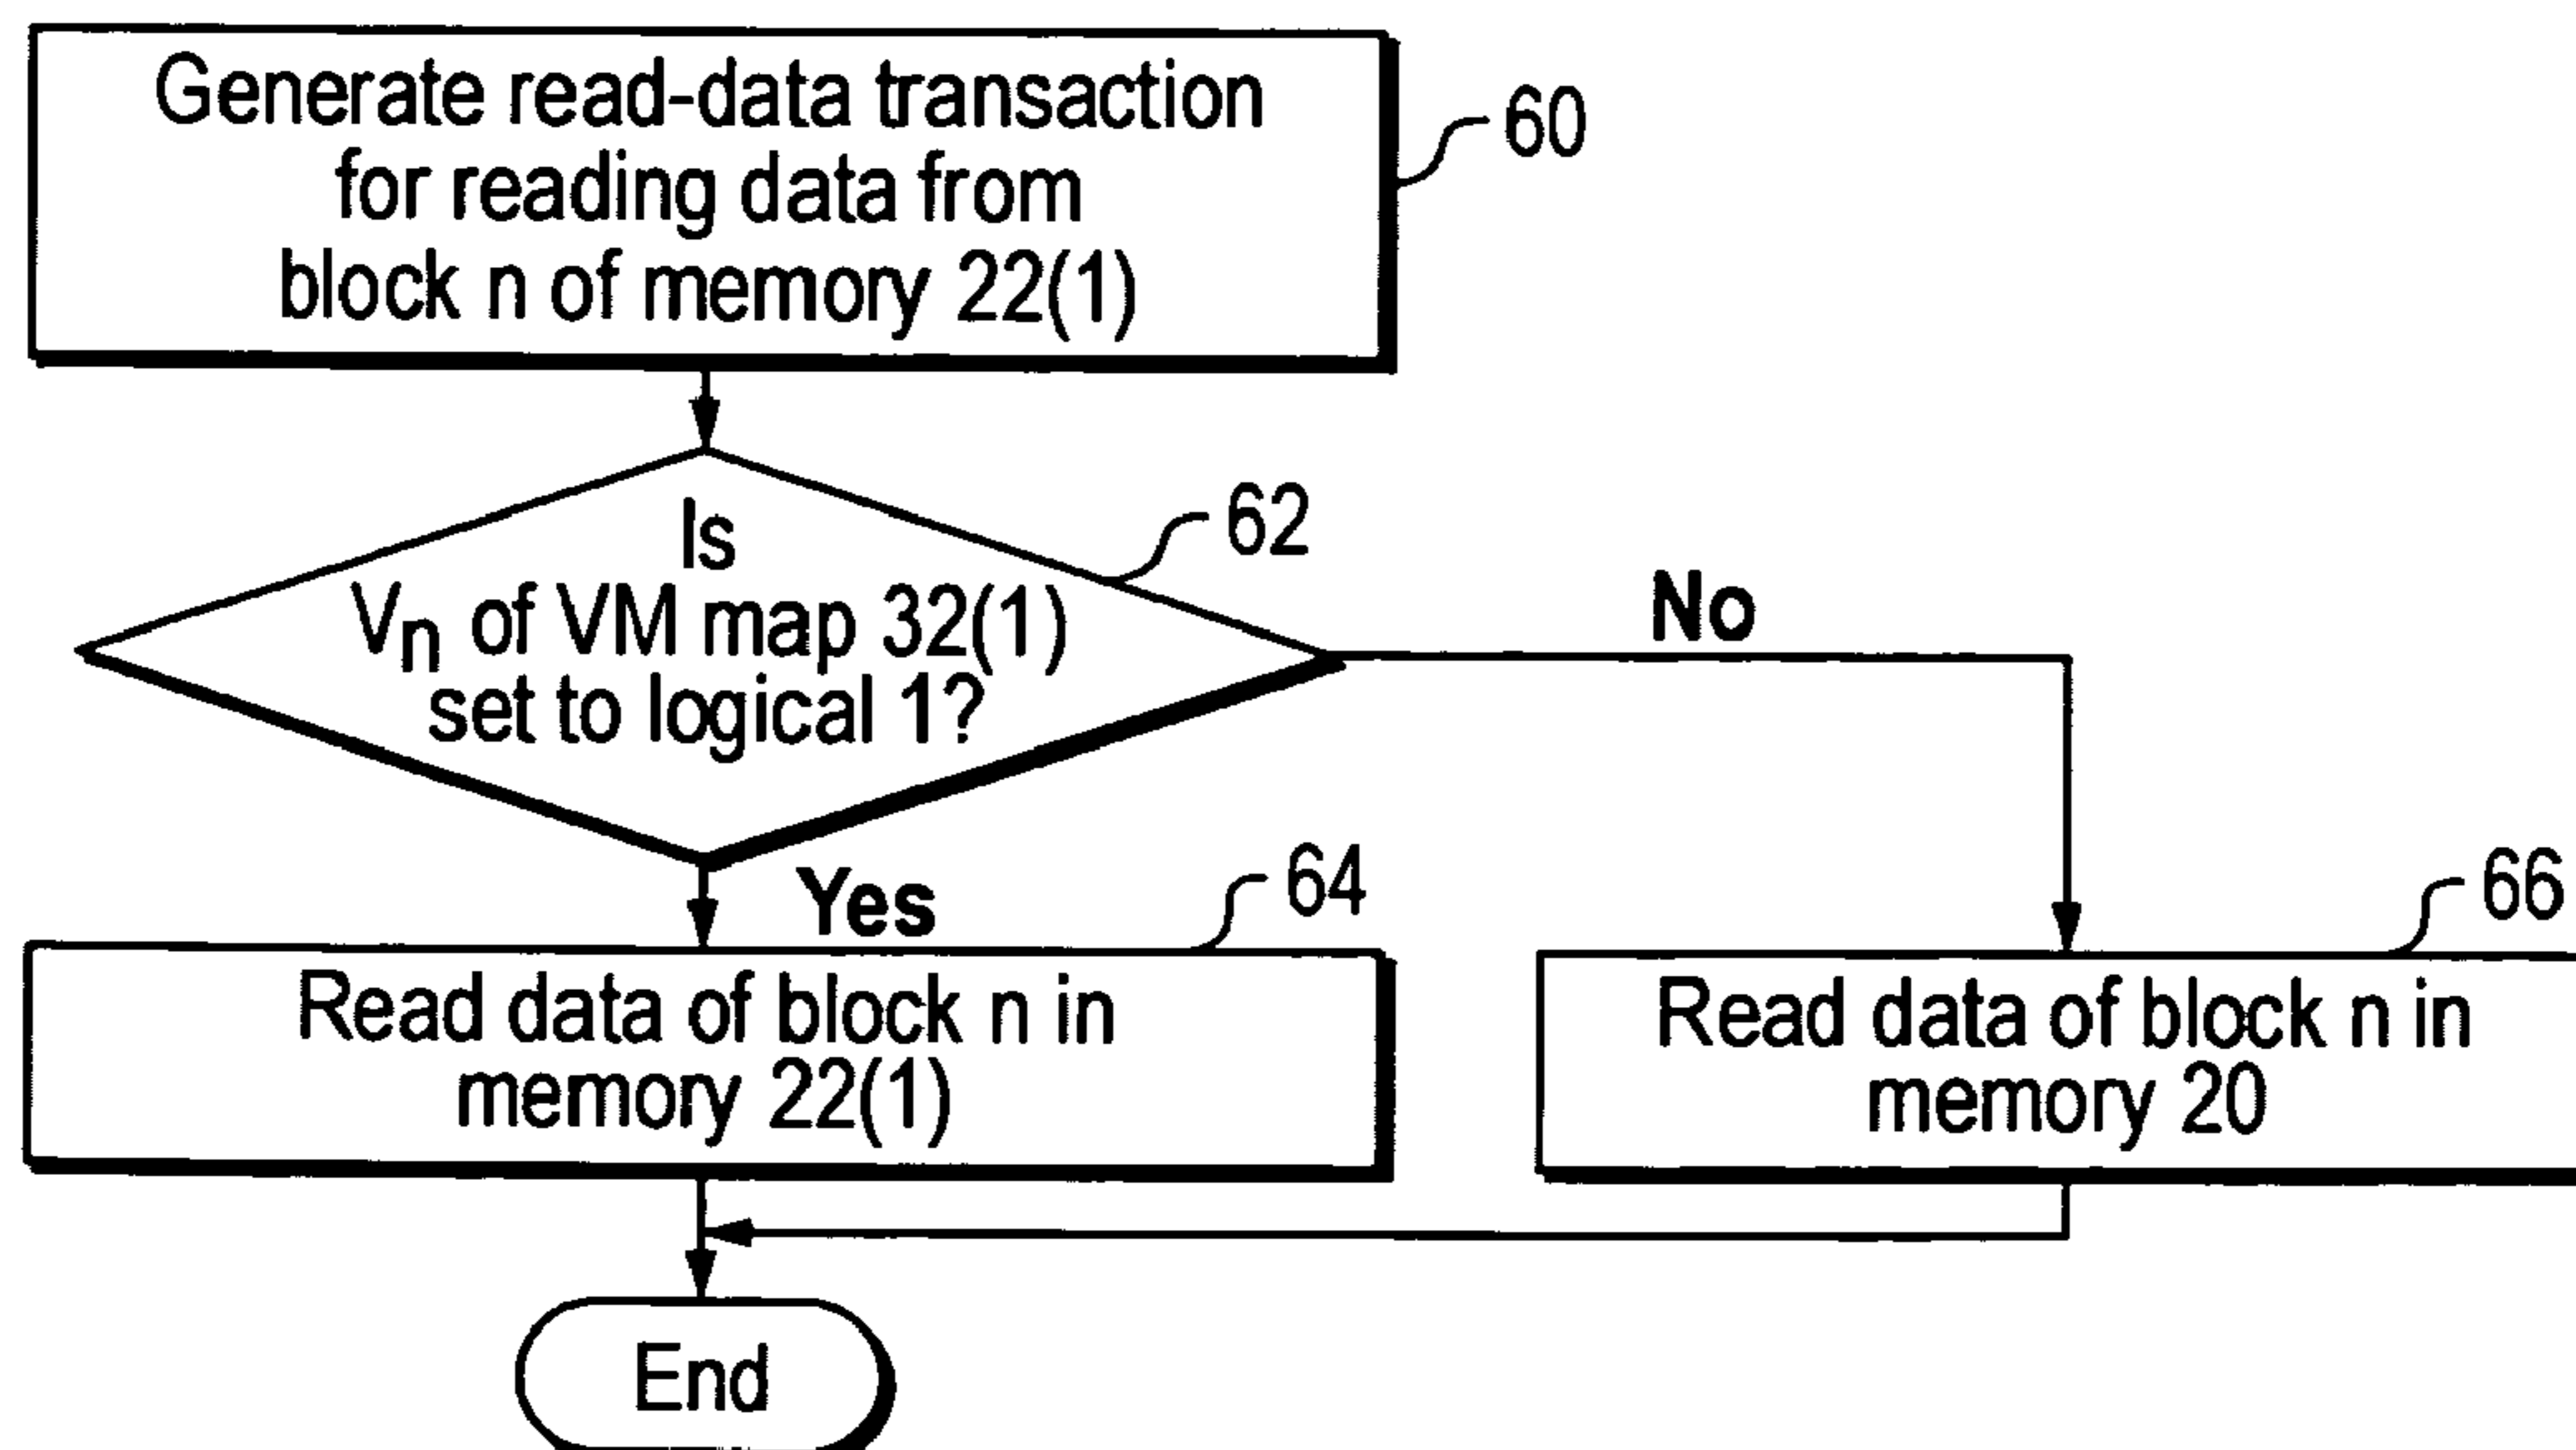 Generate read-data transaction
for reading data from
block n of memory 22(1)
60
Is
Vn of VM map 32(1)
set to logical 1?
62
No
Yes
64
66
Read data of block n in
memory 22(1)
Read data of block n in
memory 20
End